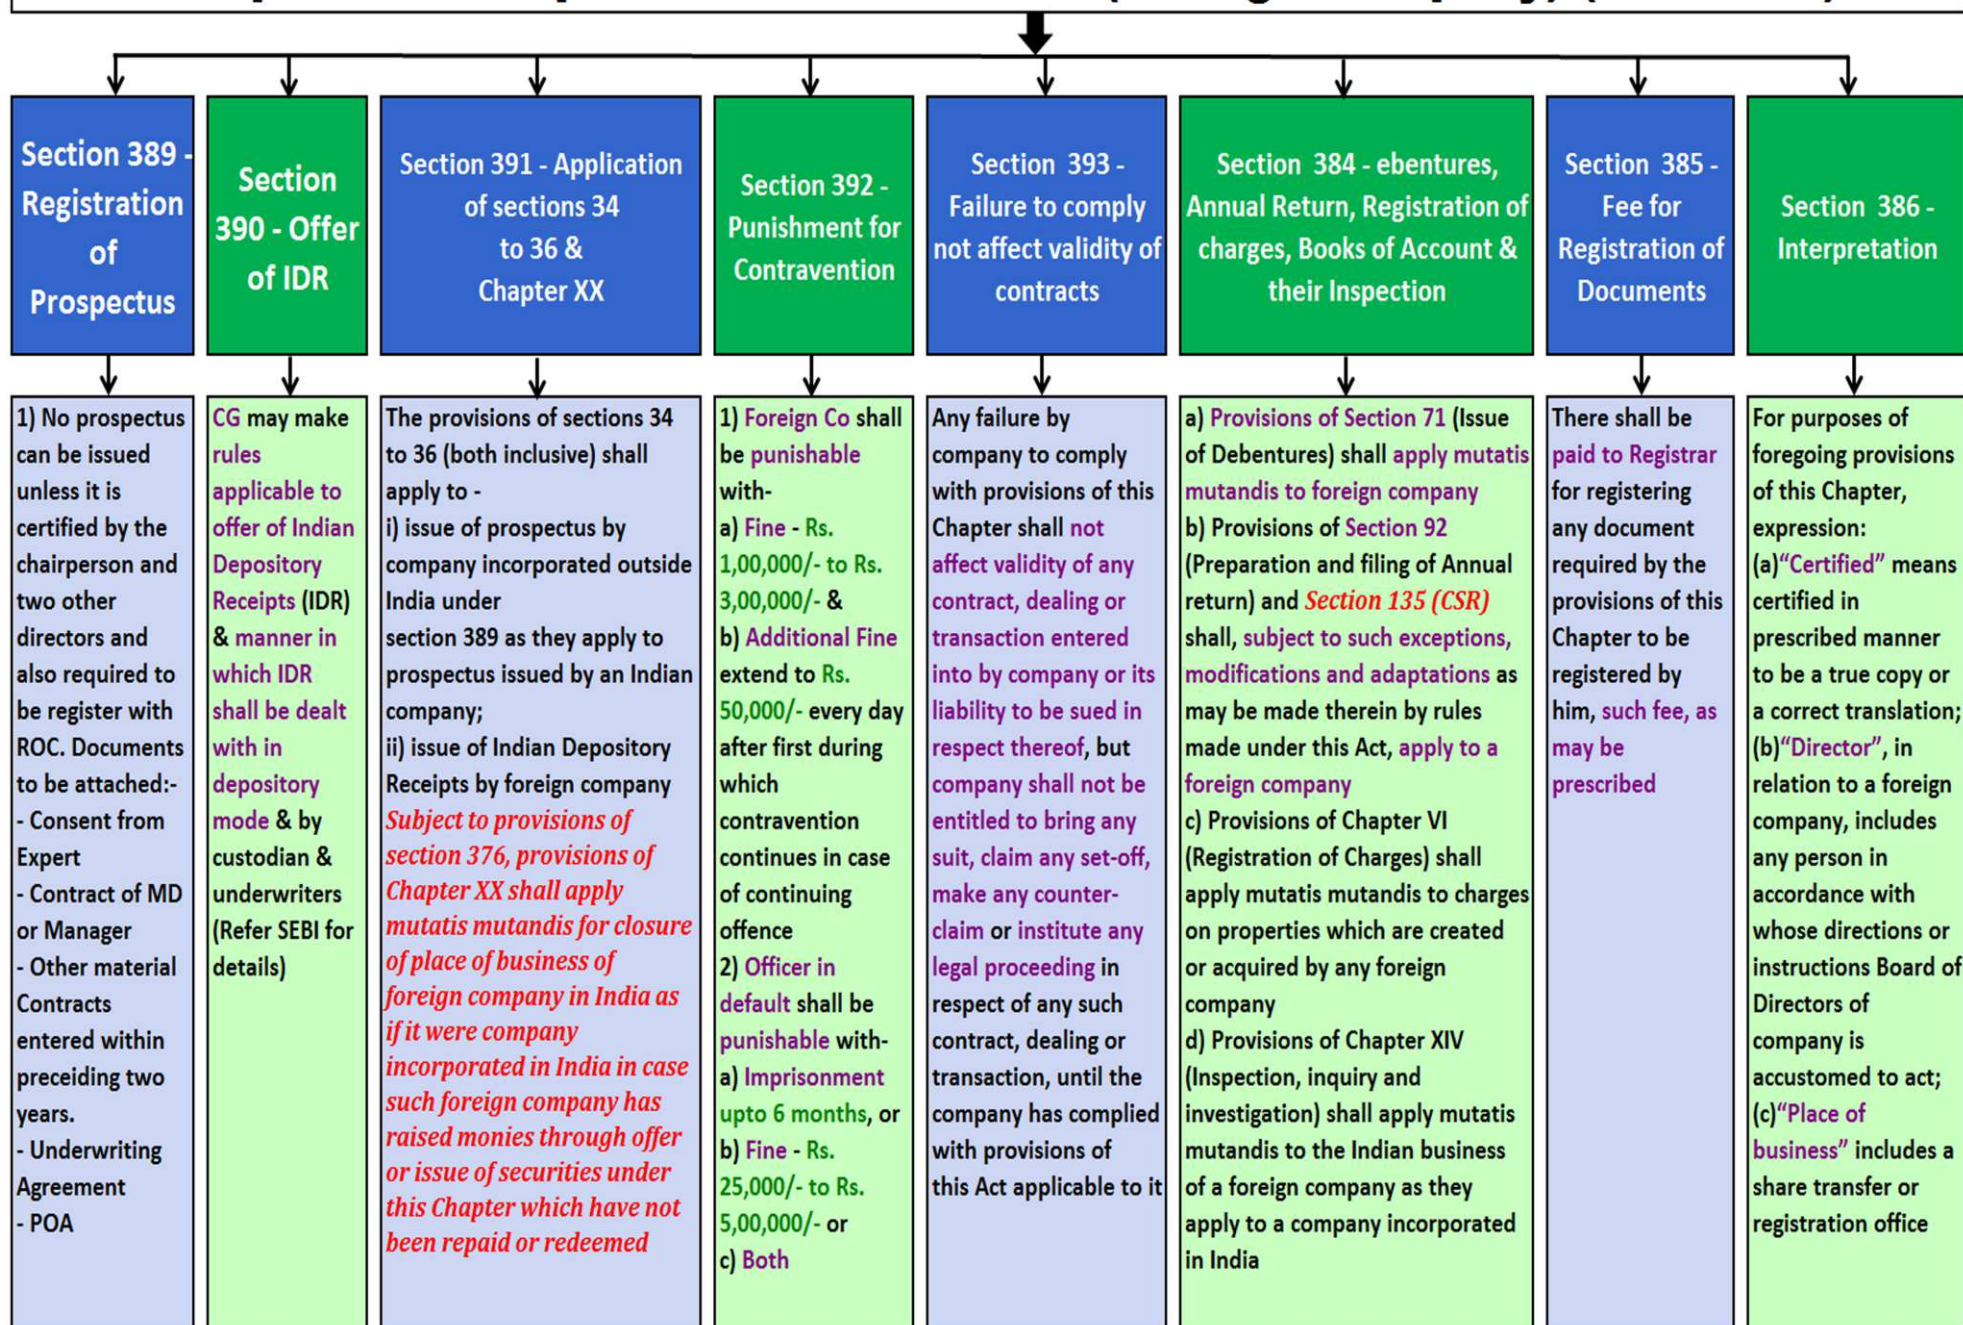 Section 389 -
Registration
of
Prospectus
Section
390 - Offer
of IDR
Section 391 - Application
of sections 34
to 36 &
Chapter XX
Section 392 -
Punishment for
Contravention
Section 393 -
Failure to comply
not affect validity of
contracts
Section 384 - ebentures,
Annual Return, Registration of
charges, Books of Account &
their Inspection
Section 385 -
Fee for
Registration of
Documents
Section 386 -
Interpretation
1) No prospectus
can be issued
unless it is
certified by the
chairperson and
two other
directors and
also required to
be register with
ROC. Documents
to be attached:-
- Consent from
Expert
- Contract of MD
or Manager
- Other material
Contracts
entered within
preceiding two
years.
- Underwriting
Agreement
- POA
CG may make
rules
applicable to
offer of Indian
Depository
Receipts (IDR)
& manner in
which IDR
shall be dealt
with in
depository
mode & by
custodian &
underwriters
(Refer SEBI for
details)
The provisions of sections 34
to 36 (both inclusive) shall
apply to -
i) issue of prospectus by
company incorporated outside
India under
section 389 as they apply to
prospectus issued by an Indian
company;
ii) issue of Indian Depository
Receipts by foreign company
Subject to provisions of
section 376, provisions of
Chapter XX shall apply
mutatis mutandis for closure
of place of business of
foreign company in India as
if it were company
incorporated in India in case
such foreign company has
raised monies through offer
or issue of securities under
this Chapter which have not
been repaid or redeemed
1) Foreign Co shall
be punishable
with-
a) Fine - Rs.
1,00,000/- to Rs.
3,00,000/- &
b) Additional Fine
extend to Rs.
50,000/- every day
after first during
which
contravention
continues in case
of continuing
offence
2) Officer in
default shall be
punishable with-
a) Imprisonment
upto 6 months, or
b) Fine - Rs.
25,000/- to Rs.
5,00,000/- or
c) Both
Any failure by
company to comply
with provisions of this
Chapter shall not
affect validity of any
contract, dealing or
transaction entered
into by company or its
liability to be sued in
respect thereof, but
company shall not be
entitled to bring any
suit, claim any set-off,
make any counter-
claim or institute any
legal proceeding in
respect of any such
contract, dealing or
transaction, until the
company has complied
with provisions of
this Act applicable to it
a) Provisions of Section 71 (Issue
of Debentures) shall apply mutatis
mutandis to foreign company
b) Provisions of Section 92
(Preparation and filing of Annual
return) and Section 135 (CSR)
shall, subject to such exceptions,
modifications and adaptations as
may be made therein by rules
made under this Act, apply to a
foreign company
c) Provisions of Chapter VI
(Registration of Charges) shall
apply mutatis mutandis to charges
on properties which are created
or acquired by any foreign
company
d) Provisions of Chapter XIV
(Inspection, inquiry and
investigation) shall apply mutatis
mutandis to the Indian business
of a foreign company as they
apply to a company incorporated
in India
There shall be
paid to Registrar
for registering
any document
required by the
provisions of this
Chapter to be
registered by
him, such fee, as
may be
prescribed
For purposes of
foregoing provisions
of this Chapter,
expression:
(a)“Certified” means
certified in
prescribed manner
to be a true copy or
a correct translation;
(b)“Director”, in
relation to a foreign
company, includes
any person in
accordance with
whose directions or
instructions Board of
Directors of
company is
accustomed to act;
(c)“Place of
business” includes a
share transfer or
registration office